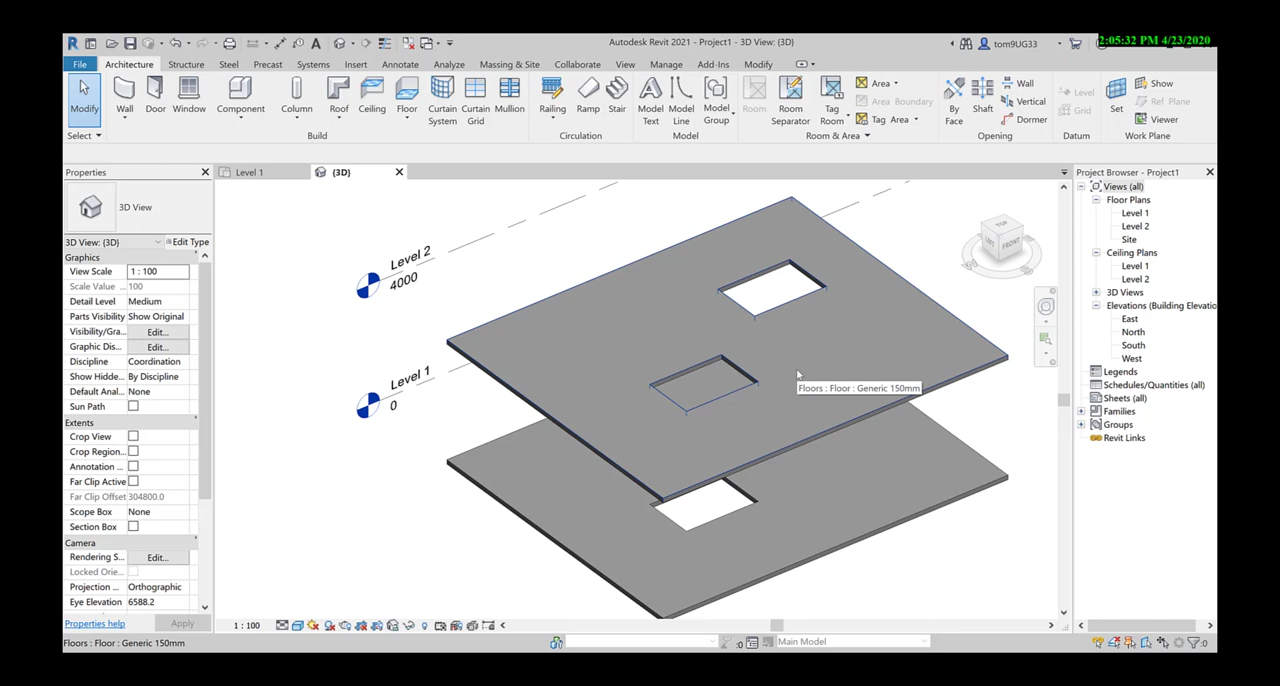 Autodesk Revit 2021 - Project1 - 3D View: {3D}
tom9UG33
2:05:32 PM 4/23/2020
File Architecture Structure Steel Precast Systems Insert Annotate Analyze Massing & Site Collaborate View Manage Add-Ins Modify
Modify Wall Door Window Component Column Roof Ceiling Floor Curtain System Curtain Grid Mullion Railing Ramp Stair Model Text Model Line Model Group Room Room Separator Tag Room
Area
Area Boundary
Tag Area
By Face Shaft
Wall
Vertical
Dormer
Level
Grid
Set
Show
Ref Plane
Viewer
Select Build Circulation Model Room & Area Opening Datum Work Plane
Properties
Level 1
{3D}
Project Browser - Project1
3D View
3D View: {3D} Edit Type
Graphics
View Scale 1 : 100
Scale Value ... 100
Detail Level Medium
Parts Visibility Show Original
Visibility/Gra... Edit...
Graphic Dis... Edit...
Discipline Coordination
Show Hidde... By Discipline
Default Anal... None
Sun Path
Extents
Crop View
Crop Region...
Annotation ...
Far Clip Active
Far Clip Offset 304800.0
Scope Box None
Section Box
Camera
Rendering S... Edit...
Locked Orie...
Projection ... Orthographic
Eye Elevation 6588.2
Properties help Apply
Level 2
4000
Level 1
0
Floors : Floor : Generic 150mm
TOP
LEFT
FRONT
Views (all)
Floor Plans
Level 1
Level 2
Site
Ceiling Plans
Level 1
Level 2
3D Views
Elevations (Building Elevatio
East
North
South
West
Legends
Schedules/Quantities (all)
Sheets (all)
Families
Groups
Revit Links
1 : 100
Floors : Floor : Generic 150mm
:0
Main Model
:0